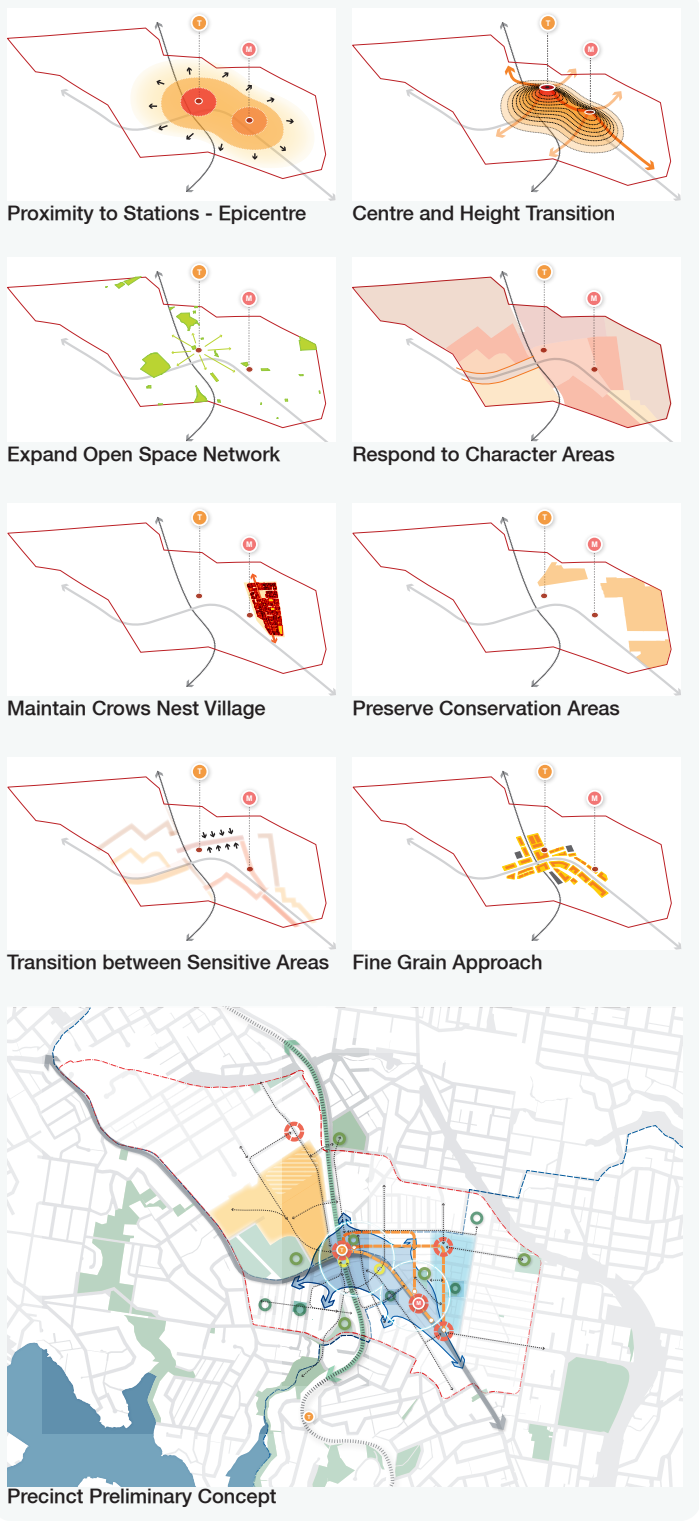 T
M
T
M
Proximity to Stations - Epicentre
Centre and Height Transition
T
M
T
M
Expand Open Space Network
Respond to Character Areas
T
M
T
M
Maintain Crows Nest Village
Preserve Conservation Areas
T
M
T
M
Transition between Sensitive Areas
Fine Grain Approach
T
M
T
Precinct Preliminary Concept